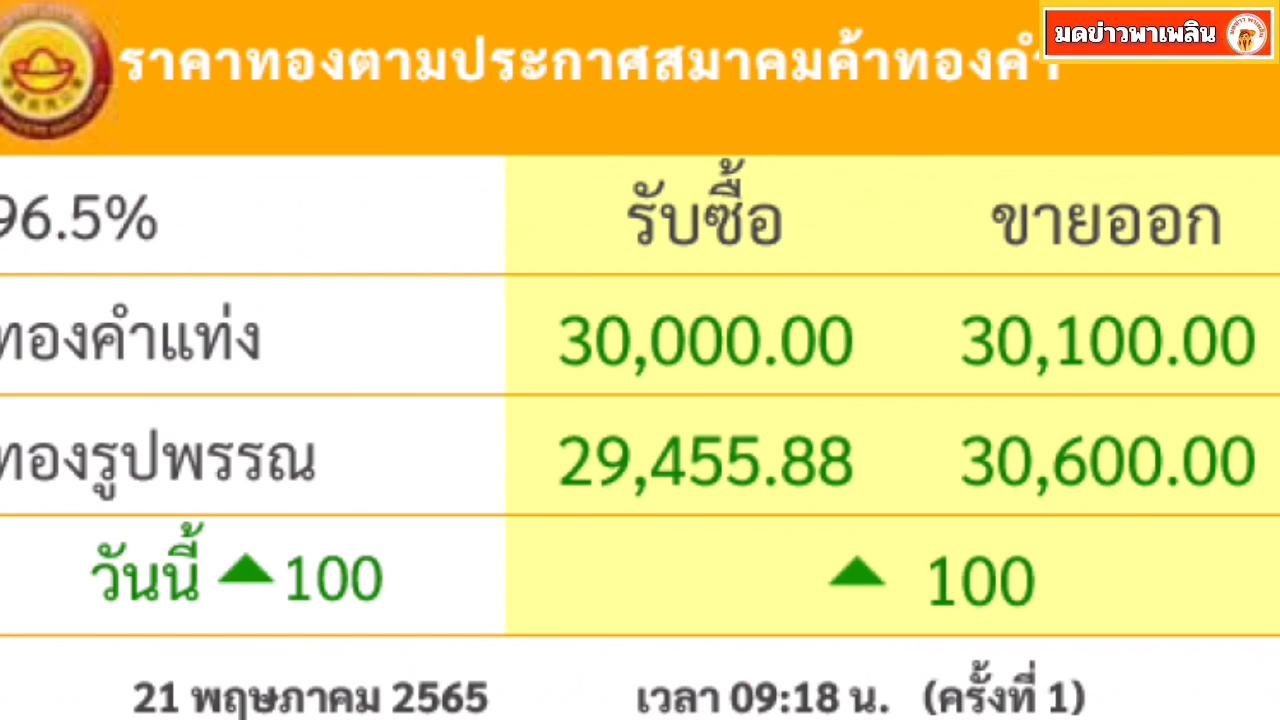 มดข่าวพาเพลิน
ราคาทองตามประกาศสมาคมค้าทองคำ
96.5% รับซื้อ ขายออก
ทองคำแท่ง 30,000.00 30,100.00
ทองรูปพรรณ 29,455.88 30,600.00
วันนี้ ▲100 ▲ 100
21 พฤษภาคม 2565 เวลา 09:18 น. (ครั้งที่ 1)